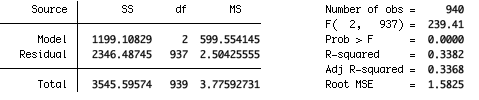 Source SS df MS Number of obs = 940
F( 2, 937) = 239.41
Model 1199.10829 2 599.554145 Prob > F = 0.0000
Residual 2346.48745 937 2.50425555 R-squared = 0.3382
Adj R-squared = 0.3368
Total 3545.59574 939 3.77592731 Root MSE = 1.5825